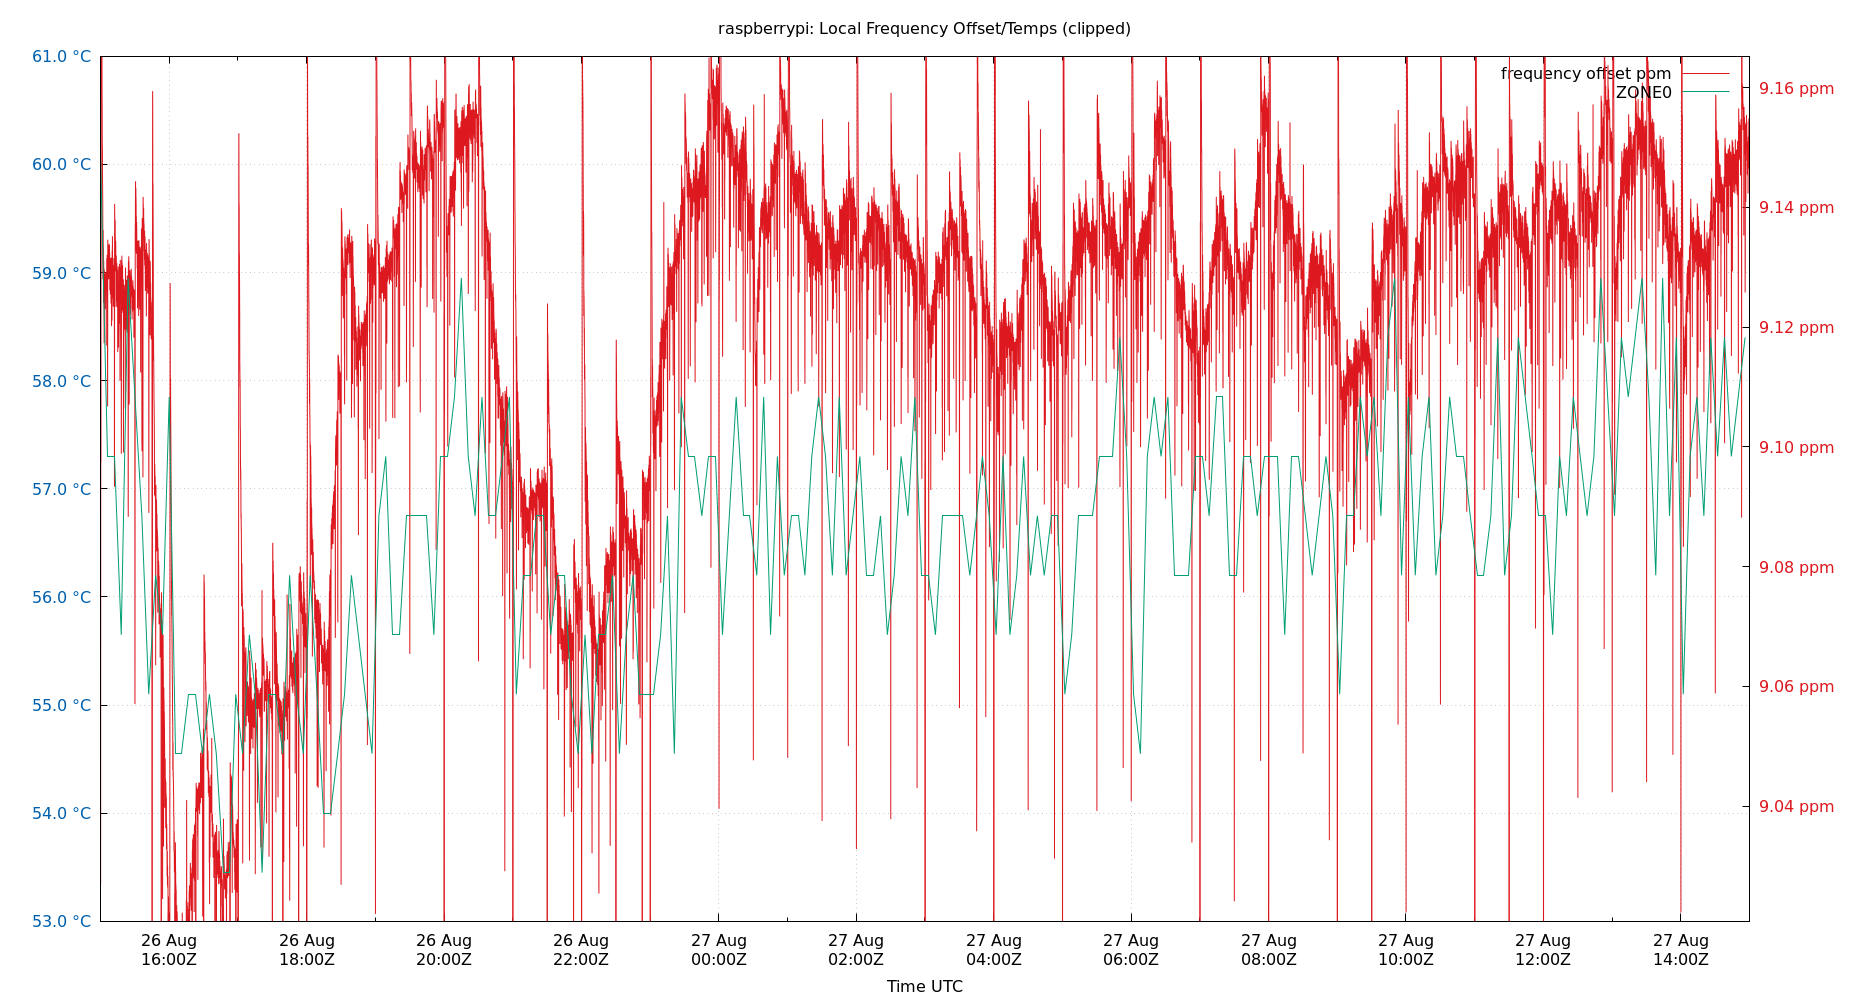 raspberrypi: Local Frequency Offset/Temps (clipped)
61.0 °C
60.0 °C
59.0 °C
58.0 °C
57.0 °C
56.0 °C
55.0 °C
54.0 °C
53.0 °C
frequency offset ppm
ZONE0
9.16 ppm
9.14 ppm
9.12 ppm
9.10 ppm
9.08 ppm
9.06 ppm
9.04 ppm
26 Aug 26 Aug 26 Aug 26 Aug 27 Aug 27 Aug 27 Aug 27 Aug 27 Aug 27 Aug 27 Aug 27 Aug
16:00Z 18:00Z 20:00Z 22:00Z 00:00Z 02:00Z 04:00Z 06:00Z 08:00Z 10:00Z 12:00Z 14:00Z
Time UTC